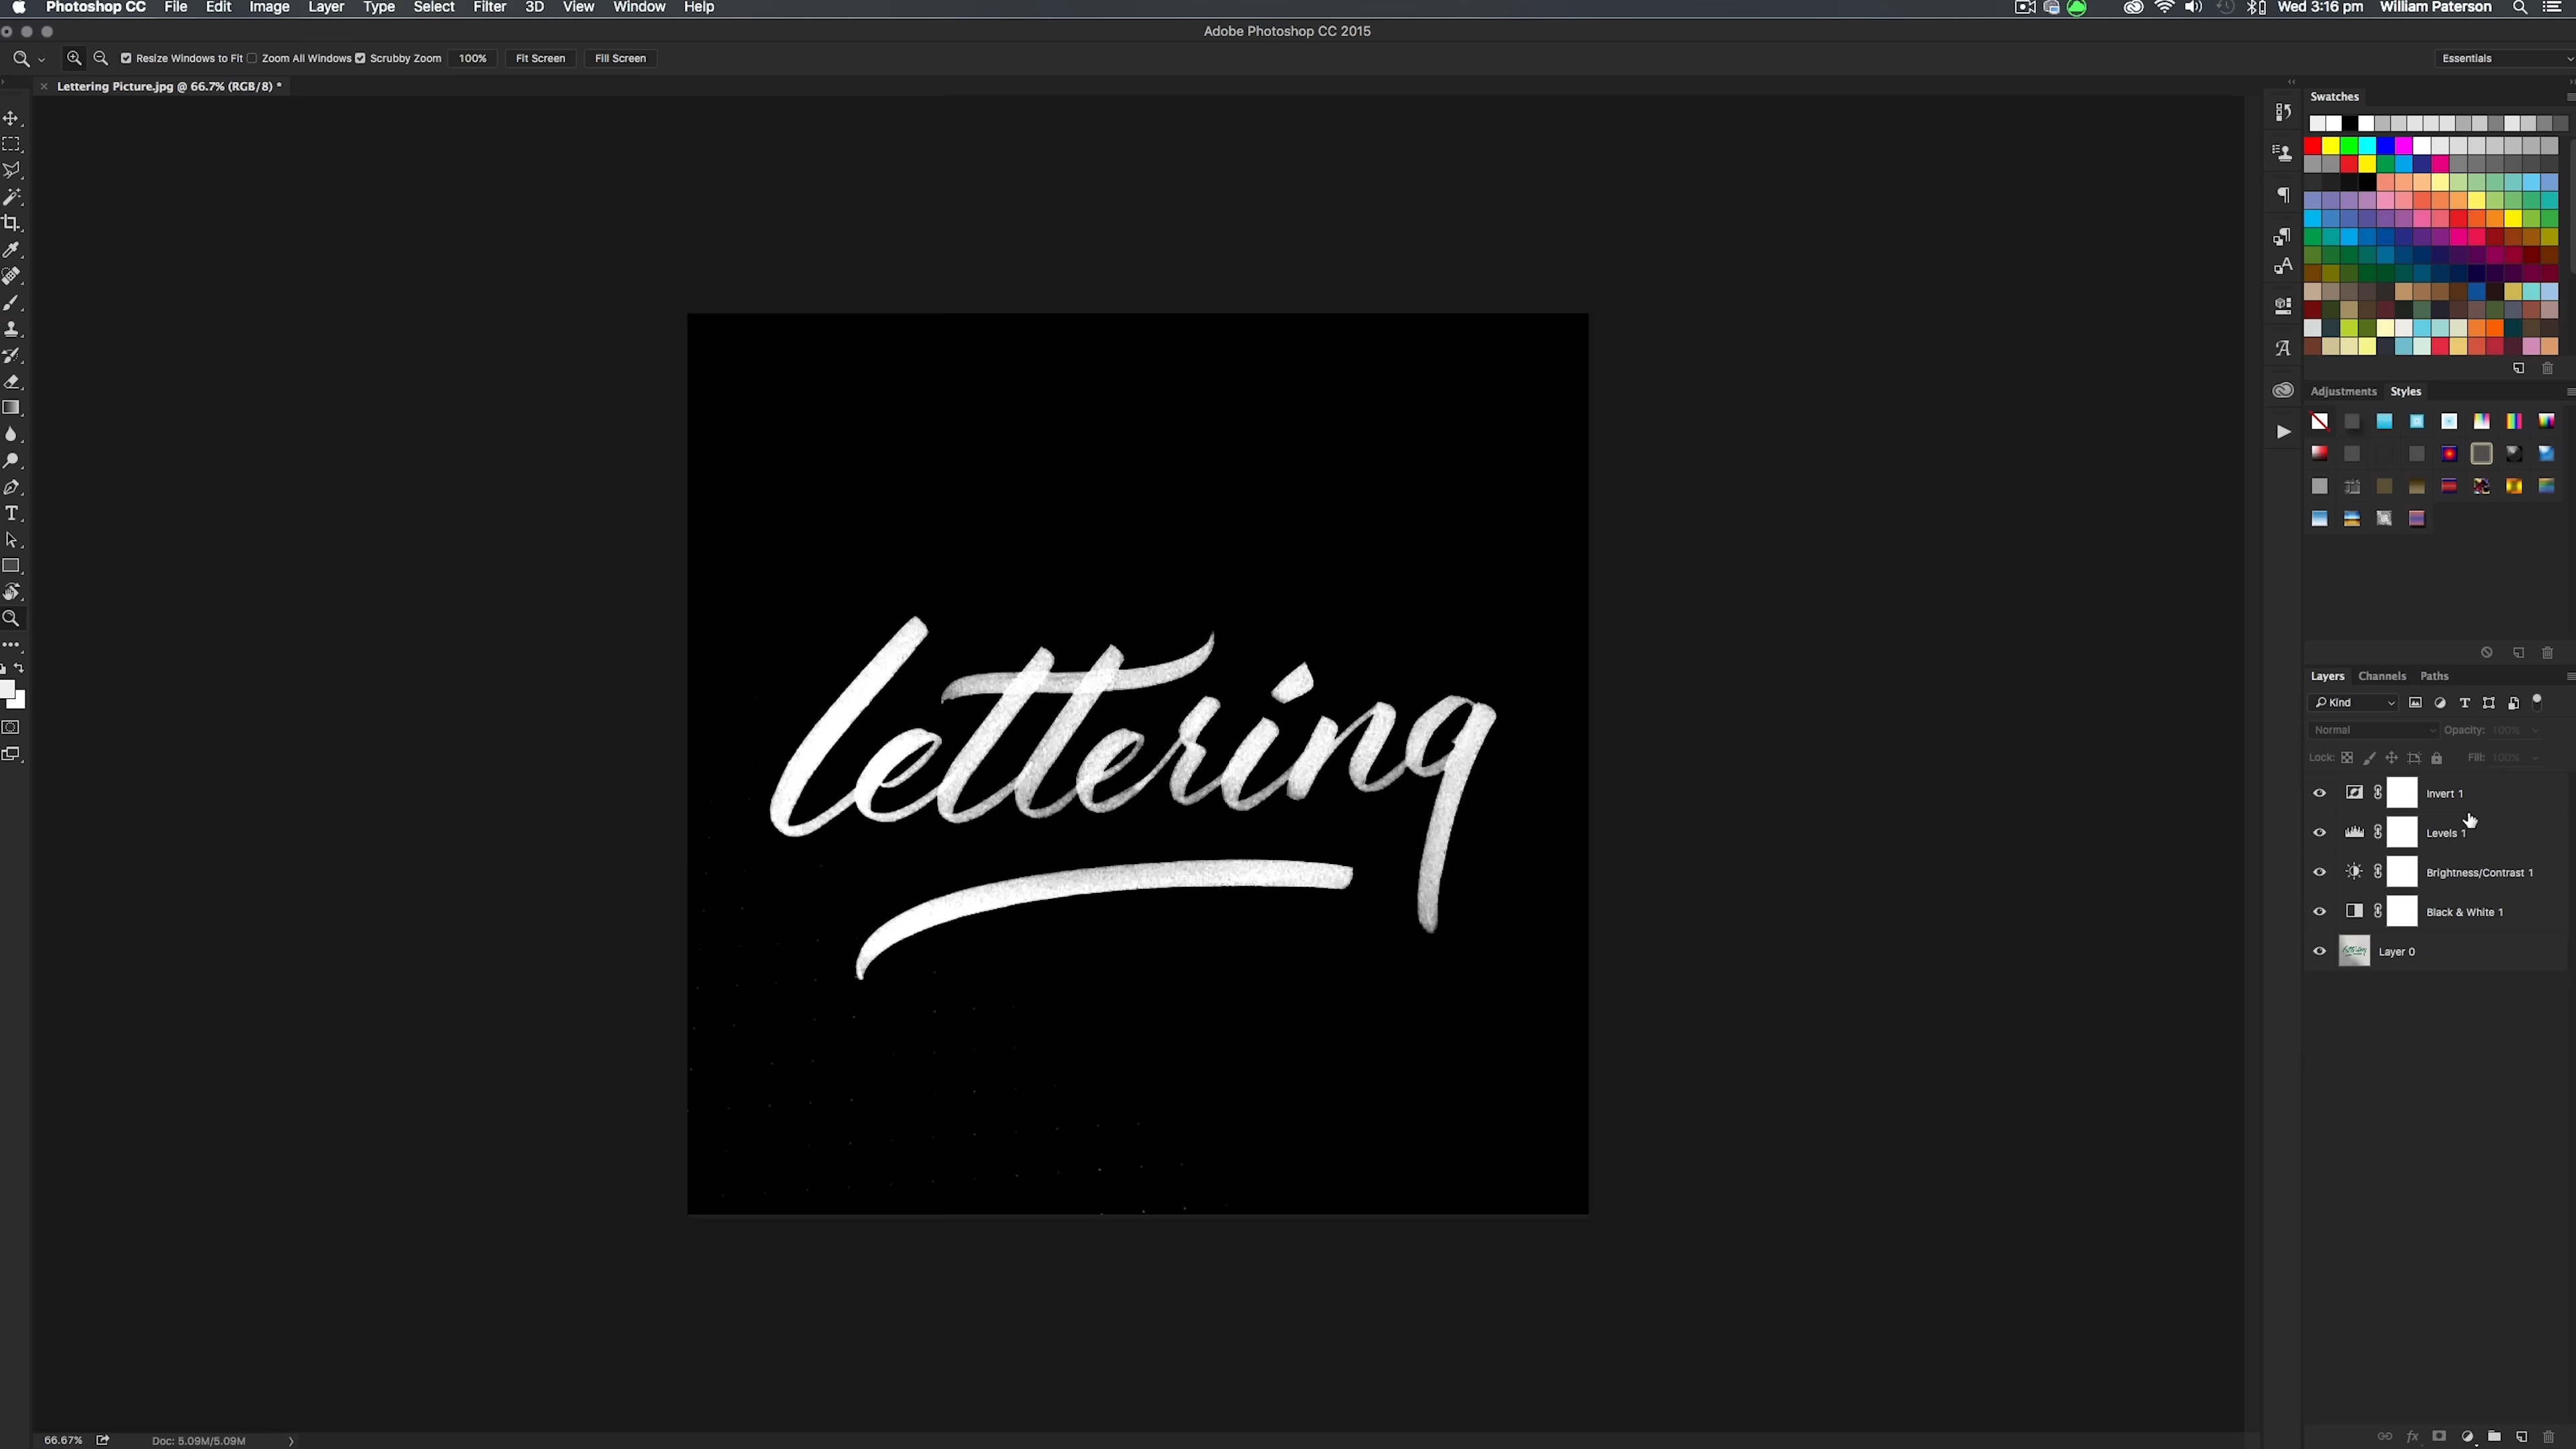 Photoshop CC File Edit Image Layer Type Select Filter 3D View Window Help Wed 3:16 pm William Paterson
Adobe Photoshop CC 2015
Resize Windows to Fit Zoom All Windows Scrubby Zoom 100% Fit Screen Fill Screen Essentials
Lettering Picture.jpg @ 66.7% (RGB/8) *
Swatches
Adjustments Styles
lettering
Layers Channels Paths
Kind
Normal Opacity: 100%
Lock: Fill: 100%
Invert 1
Levels 1
Brightness/Contrast 1
Black & White 1
Layer 0
66.67% Doc: 5.09M/5.09M